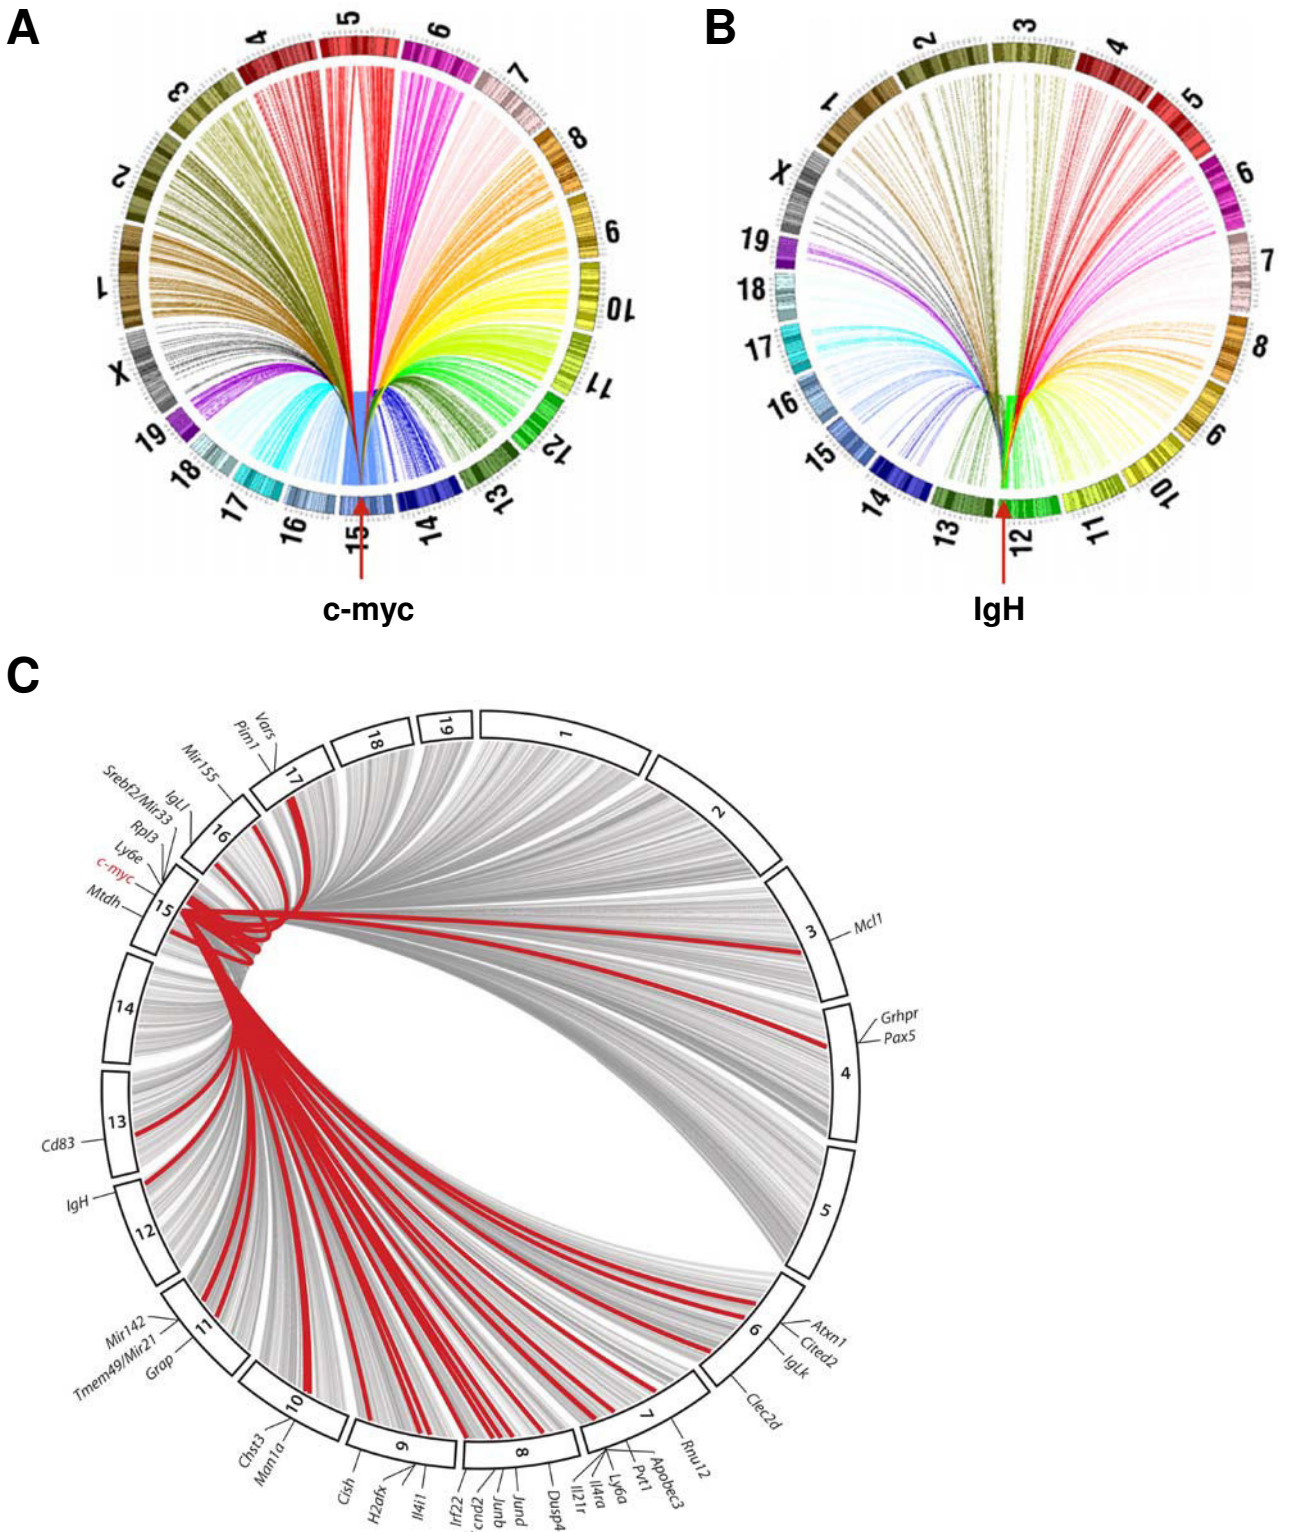 A
1
2
3
4
5
6
7
8
9
10
11
12
13
14
15
16
17
18
19
X
c-myc
B
1
2
3
4
5
6
7
8
9
10
11
12
13
14
15
16
17
18
19
X
IgH
C
1
2
3
4
5
6
7
8
9
10
11
12
13
14
15
16
17
18
19
Vars
Pim1
Mir155
IgLl
Srebf2/Mir33
Rpl3
Ly6e
c-myc
Mtdh
Mcl1
Grhpr
Pax5
Cd83
IgH
Mir142
Tmem49/Mir21
Grap
Chst3
Man1a
Cish
H2afx
Il4i1
Irf22
cnd2
Junb
Jund
Dusp4
Il21r
Il4ra
Ly6a
Pvt1
Apobec3
Rnu12
Clec2d
IgLk
Cited2
Atxn1